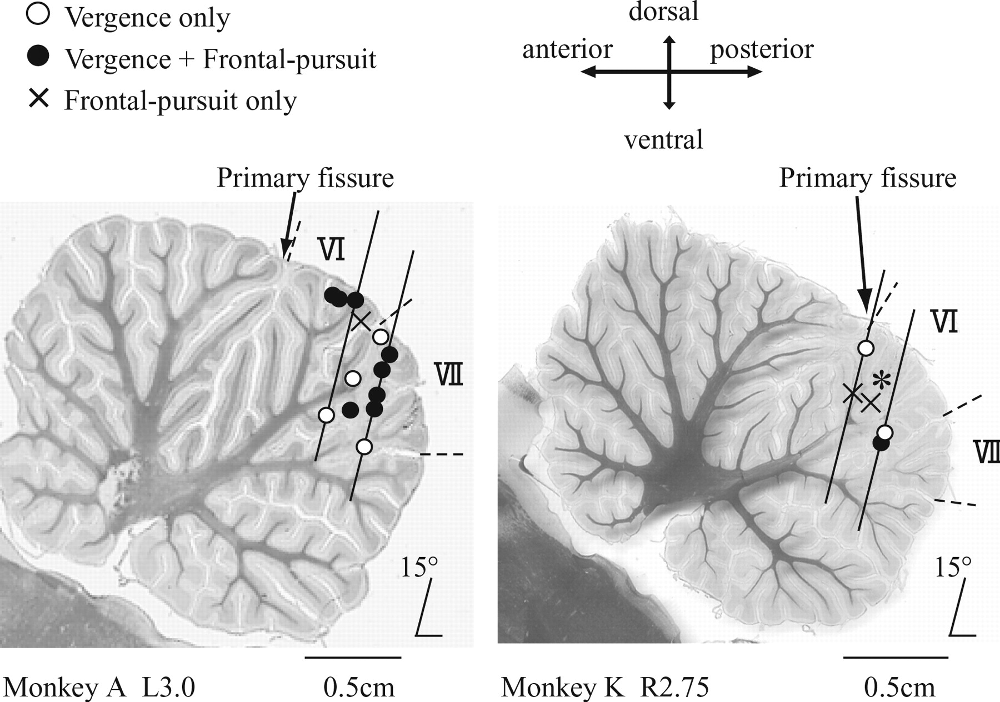 Vergence only
Vergence + Frontal-pursuit
× Frontal-pursuit only
dorsal
anterior posterior
ventral
Primary fissure
Primary fissure
VI
VII
VI
*
VII
15°
15°
Monkey A L3.0
0.5cm
Monkey K R2.75
0.5cm